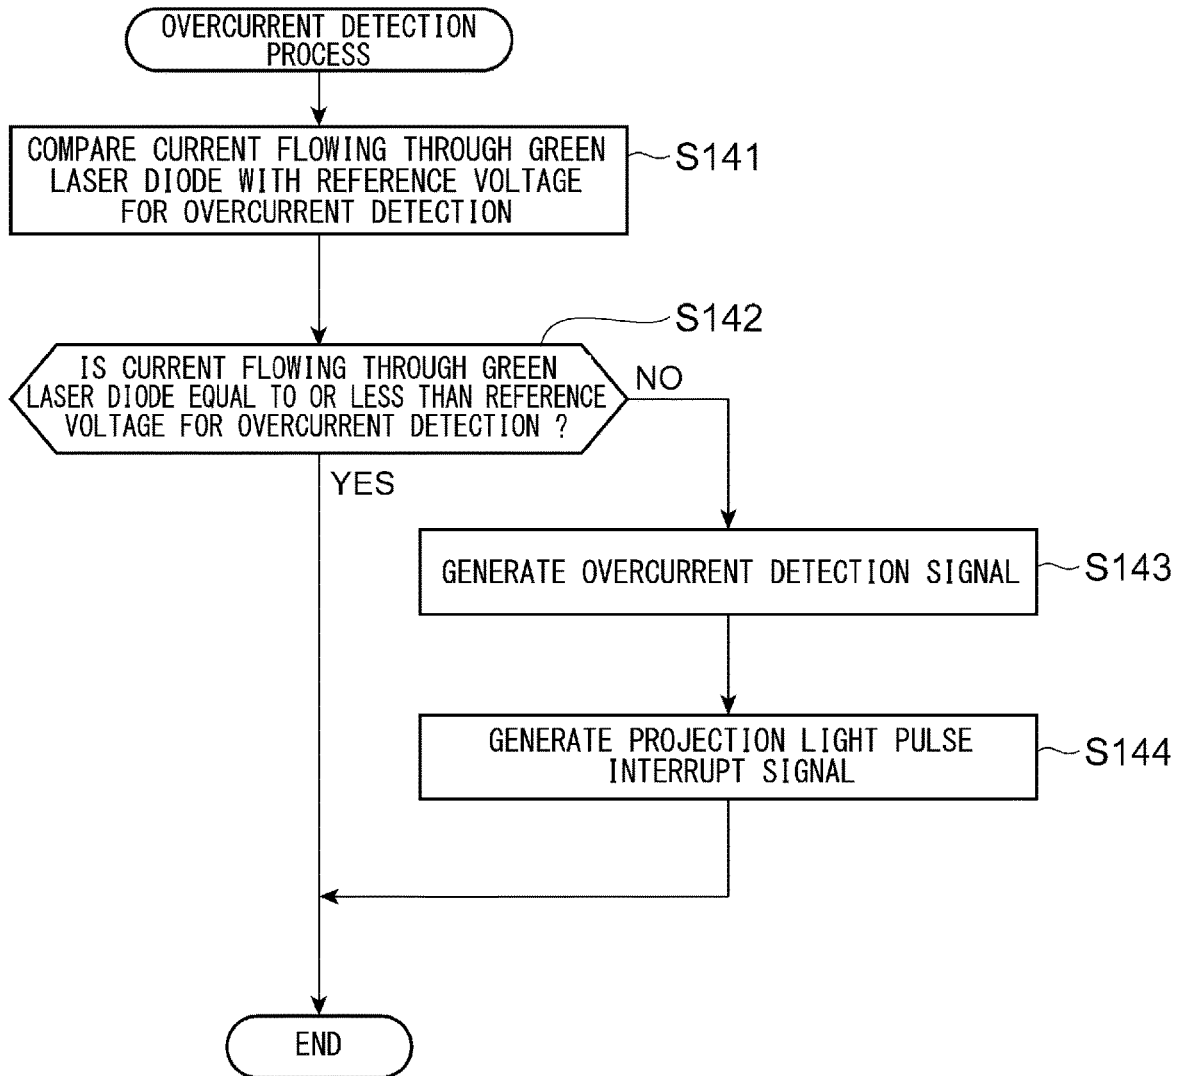 OVERCURRENT DETECTION
PROCESS
COMPARE CURRENT FLOWING THROUGH GREEN
LASER DIODE WITH REFERENCE VOLTAGE
FOR OVERCURRENT DETECTION
S141
S142
IS CURRENT FLOWING THROUGH GREEN
LASER DIODE EQUAL TO OR LESS THAN REFERENCE
VOLTAGE FOR OVERCURRENT DETECTION ?
NO
YES
GENERATE OVERCURRENT DETECTION SIGNAL
S143
GENERATE PROJECTION LIGHT PULSE
INTERRUPT SIGNAL
S144
END